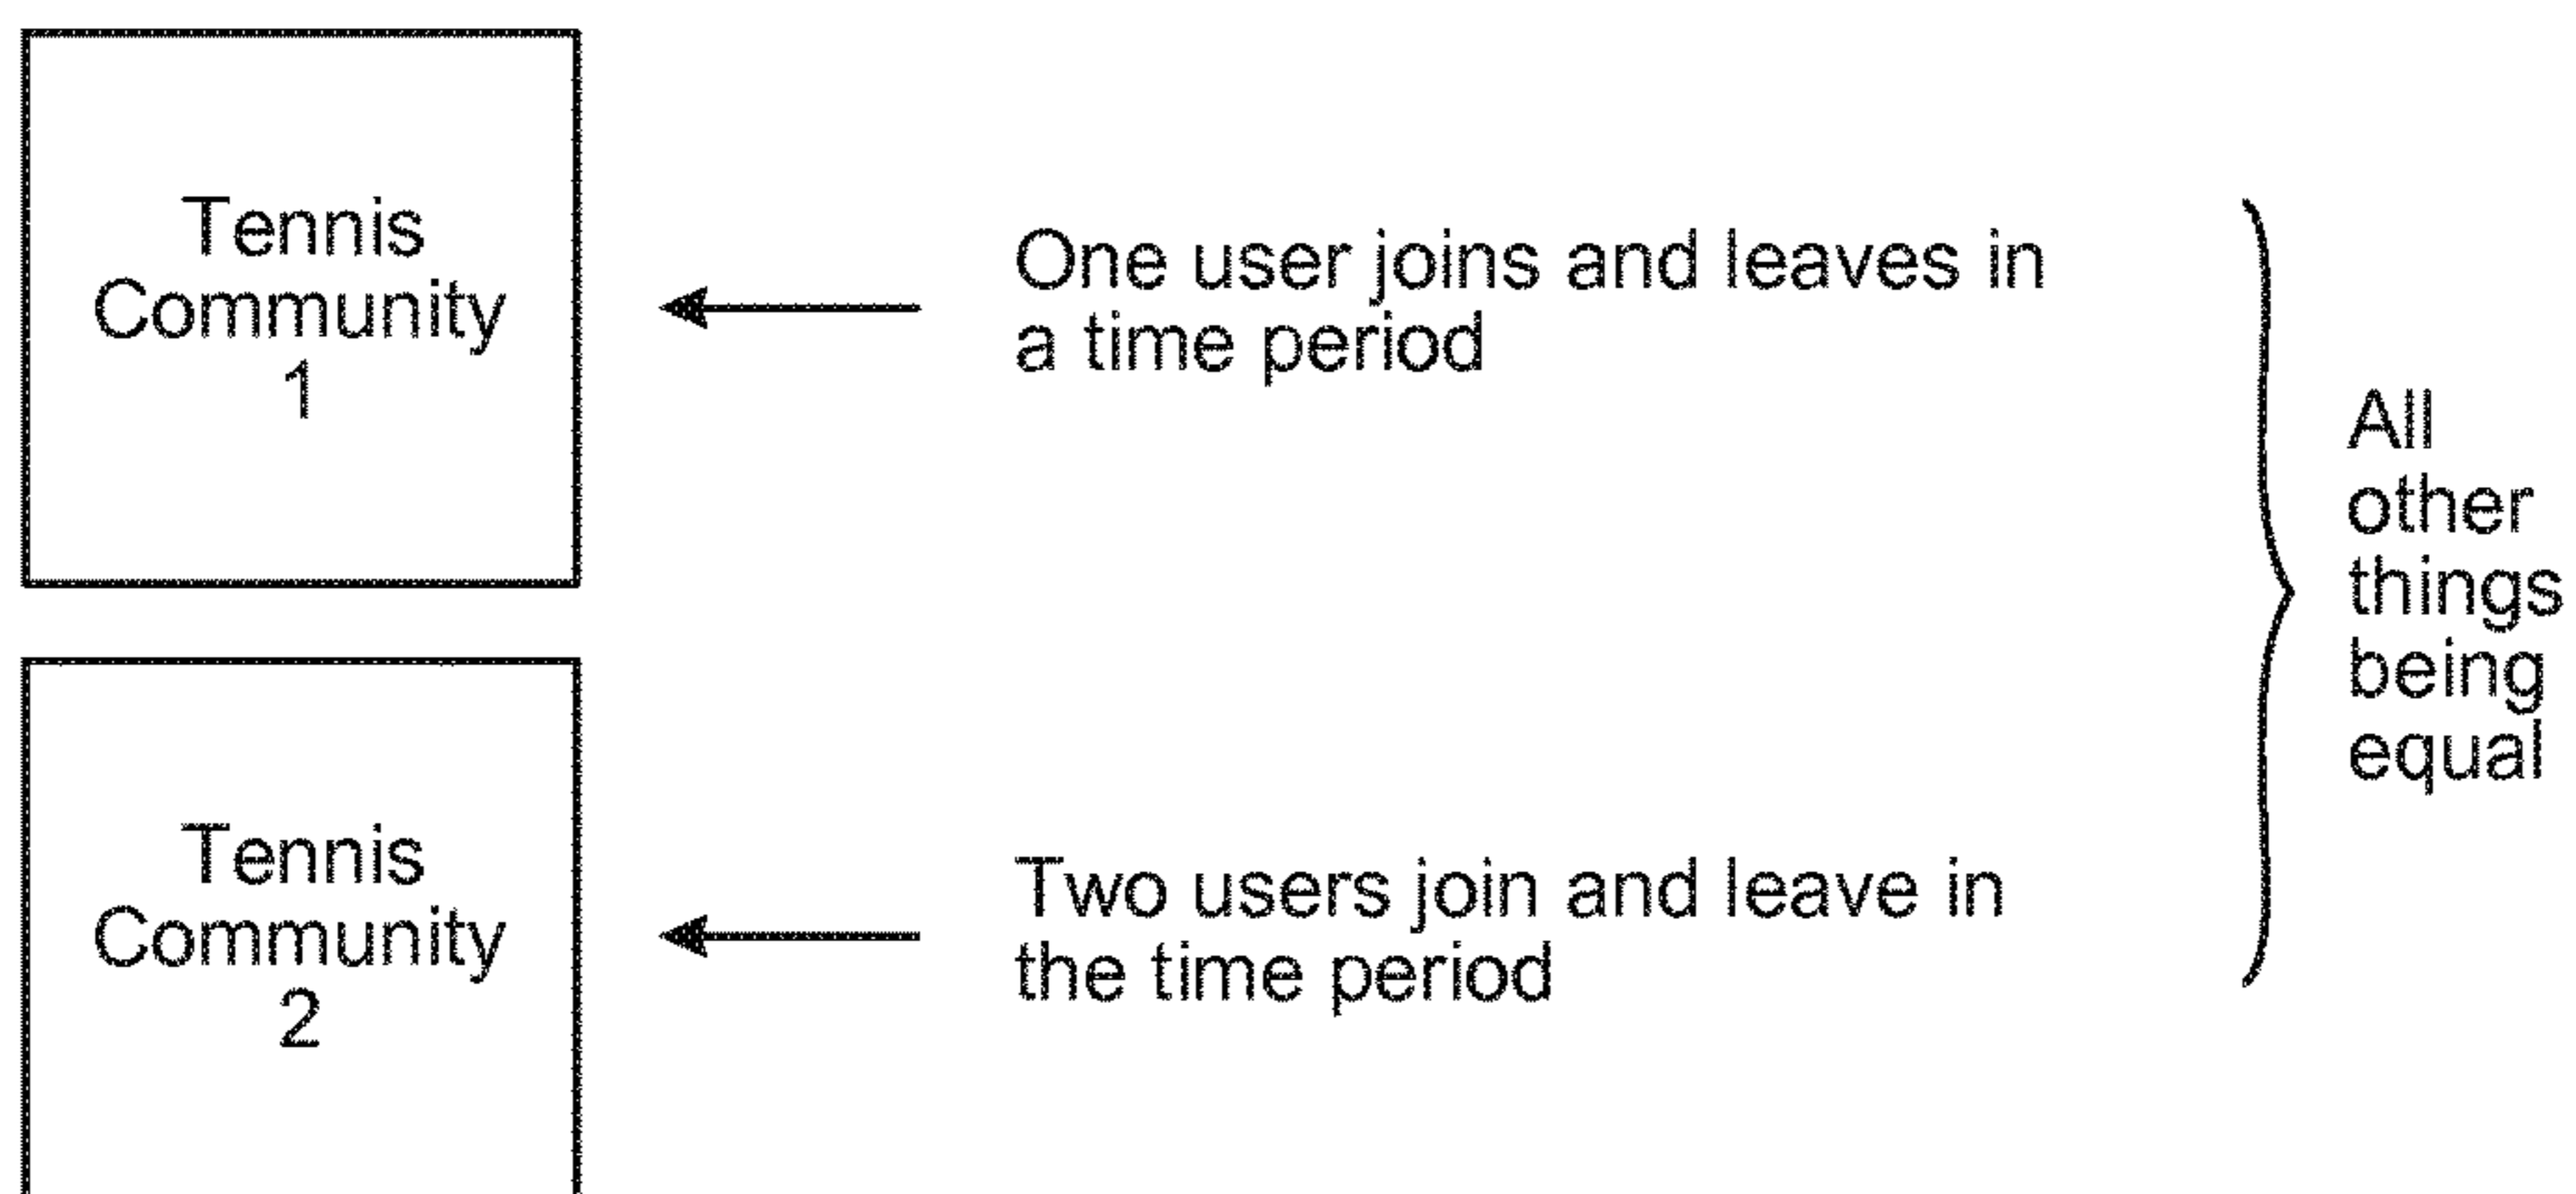 Tennis
Community
1
One user joins and leaves in
a time period
Tennis
Community
2
Two users join and leave in
the time period
All
other
things
being
equal